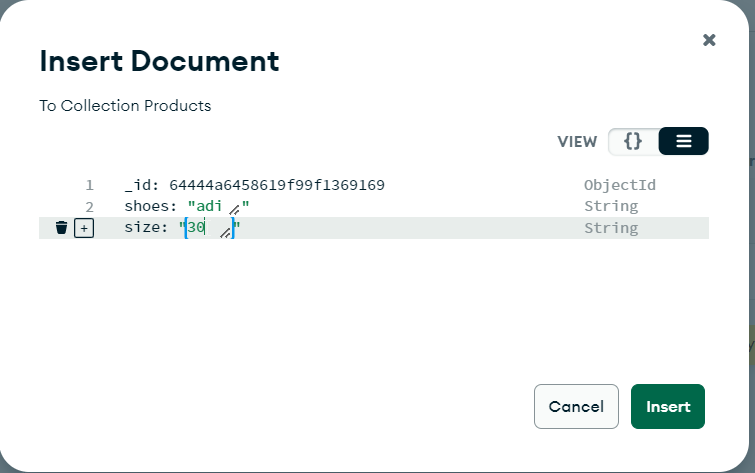 Insert Document
To Collection Products
VIEW {}
1 _id: 64444a6458619f99f1369169 ObjectId
2 shoes: "adi" String
+ size: "30" String
Cancel Insert